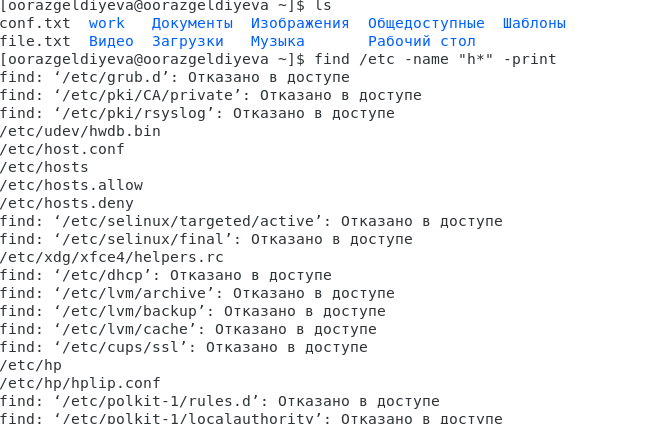 [oorazgeldiyeva@oorazgeldiyeva ~]$ ls
conf.txt  work   Документы  Изображения  Общедоступные  Шаблоны
file.txt  Видео  Загрузки   Музыка       Рабочий стол
[oorazgeldiyeva@oorazgeldiyeva ~]$ find /etc -name "h*" -print
find: ‘/etc/grub.d’: Отказано в доступе
find: ‘/etc/pki/CA/private’: Отказано в доступе
find: ‘/etc/pki/rsyslog’: Отказано в доступе
/etc/udev/hwdb.bin
/etc/host.conf
/etc/hosts
/etc/hosts.allow
/etc/hosts.deny
find: ‘/etc/selinux/targeted/active’: Отказано в доступе
find: ‘/etc/selinux/final’: Отказано в доступе
/etc/xdg/xfce4/helpers.rc
find: ‘/etc/dhcp’: Отказано в доступе
find: ‘/etc/lvm/archive’: Отказано в доступе
find: ‘/etc/lvm/backup’: Отказано в доступе
find: ‘/etc/lvm/cache’: Отказано в доступе
find: ‘/etc/cups/ssl’: Отказано в доступе
/etc/hp
/etc/hp/hplip.conf
find: ‘/etc/polkit-1/rules.d’: Отказано в доступе
find: ‘/etc/polkit-1/localauthority’: Отказано в доступе